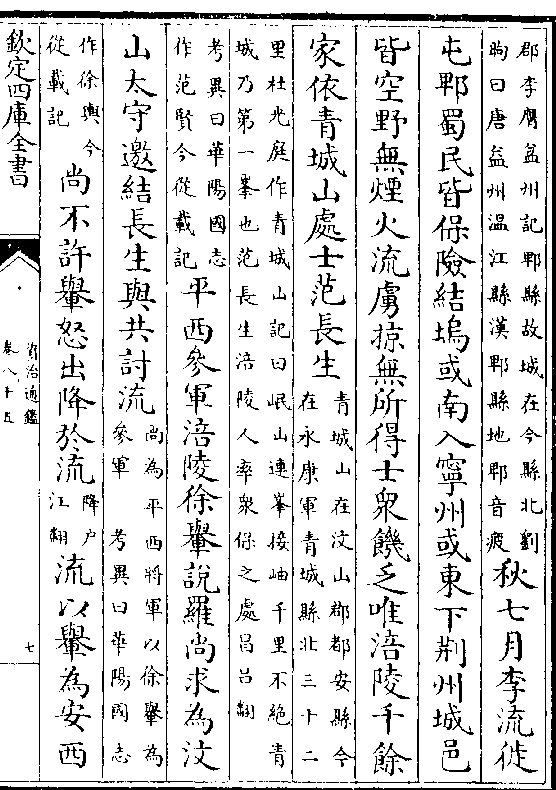 郡李膺益州記郫縣故城在今縣北劉
昫曰唐益州温江縣漢郫縣地郫音疲
秋七月李流徙
屯郫蜀民皆保險結塢或南入寧州或東下荆州城邑
皆空野無煙火流虜掠無所得士衆饑乏唯涪陵千餘
家依青城山處士范長生
青城山在汶山郡都安縣今
在永康軍青城縣北三十二
里杜光庭作青城山記曰岷山連峯接岫千里不絶青
城乃第一峯也范長生涪陵人率衆保之處昌吕翻
考異曰華陽國志
作范賢今從載記
平西參軍涪陵徐轝說羅尚求為汶
山太守邀結長生與共討流
尚為平西將軍以徐轝為
參軍 考異曰華陽國志
作徐輿今
從載記
尚不許轝怒出降於流
降户
江翻
流以轝為安西
欽定四庫全書
資治通鑑
卷八十五
七